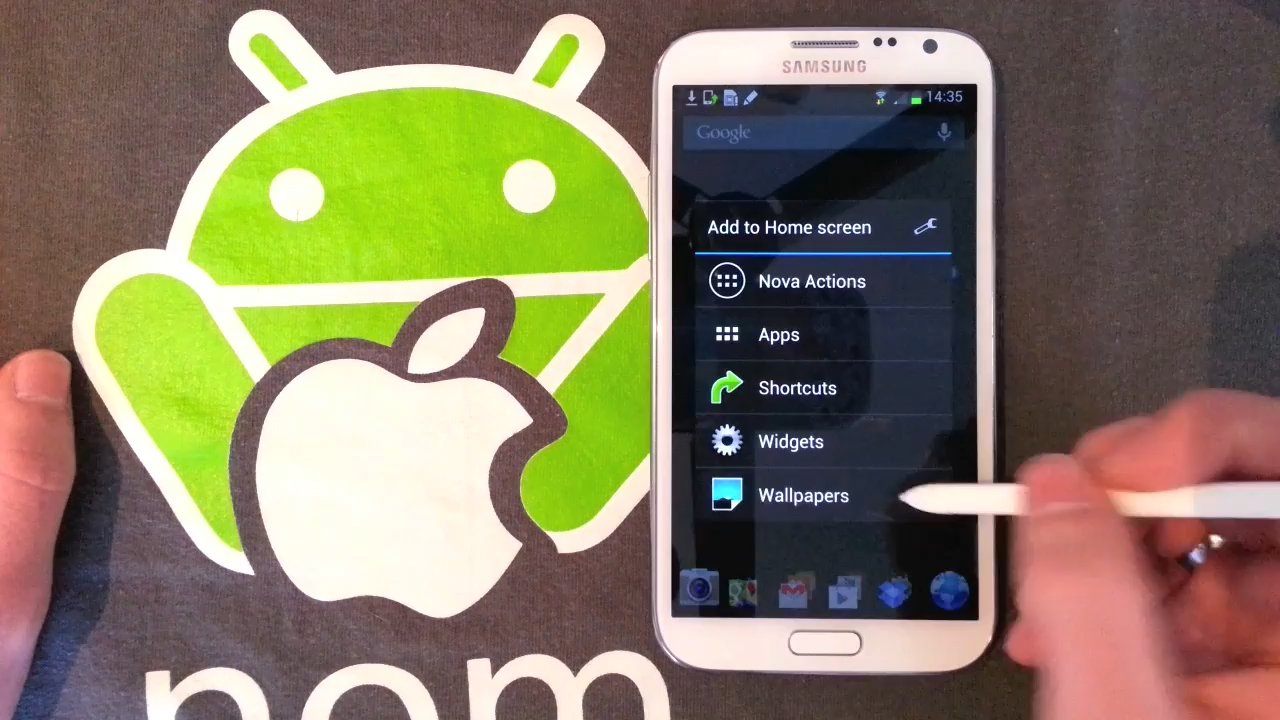 SAMSUNG
14:35
Google
Add to Home screen
Nova Actions
Apps
Shortcuts
Widgets
Wallpapers
nom